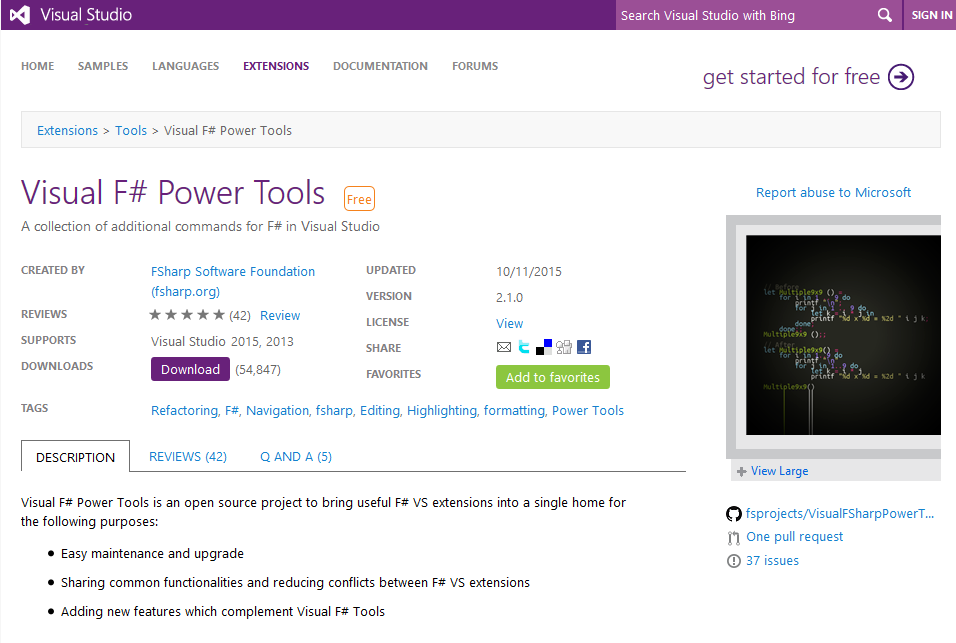 Visual Studio
Search Visual Studio with Bing
SIGN IN
HOME SAMPLES LANGUAGES EXTENSIONS DOCUMENTATION FORUMS
get started for free
Extensions > Tools > Visual F# Power Tools
Visual F# Power Tools Free
A collection of additional commands for F# in Visual Studio
CREATED BY FSharp Software Foundation
(fsharp.org)
REVIEWS (42) Review
SUPPORTS Visual Studio 2015, 2013
DOWNLOADS Download (54,847)
UPDATED 10/11/2015
VERSION 2.1.0
LICENSE View
SHARE
FAVORITES Add to favorites
TAGS Refactoring, F#, Navigation, fsharp, Editing, Highlighting, formatting, Power Tools
DESCRIPTION REVIEWS (42) Q AND A (5)
Visual F# Power Tools is an open source project to bring useful F# VS extensions into a single home for
the following purposes:
• Easy maintenance and upgrade
• Sharing common functionalities and reducing conflicts between F# VS extensions
• Adding new features which complement Visual F# Tools
Report abuse to Microsoft
// Before
let Multiple9x9 () =
for i in 1 .. 9 do
printf "\n";
for j in 1 .. 9 do
let k = i * j in
printf "%d x %d = %2d " i j k;
done;
done;;
Multiple9x9 ();;
// After
let Multiple9x9() =
for i in 1 .. 9 do
printf "\n"
for j in 1 .. 9 do
let k = i * j
printf "%d x %d = %2d " i j k
Multiple9x9()
View Large
fsprojects/VisualFSharpPowerT...
One pull request
37 issues